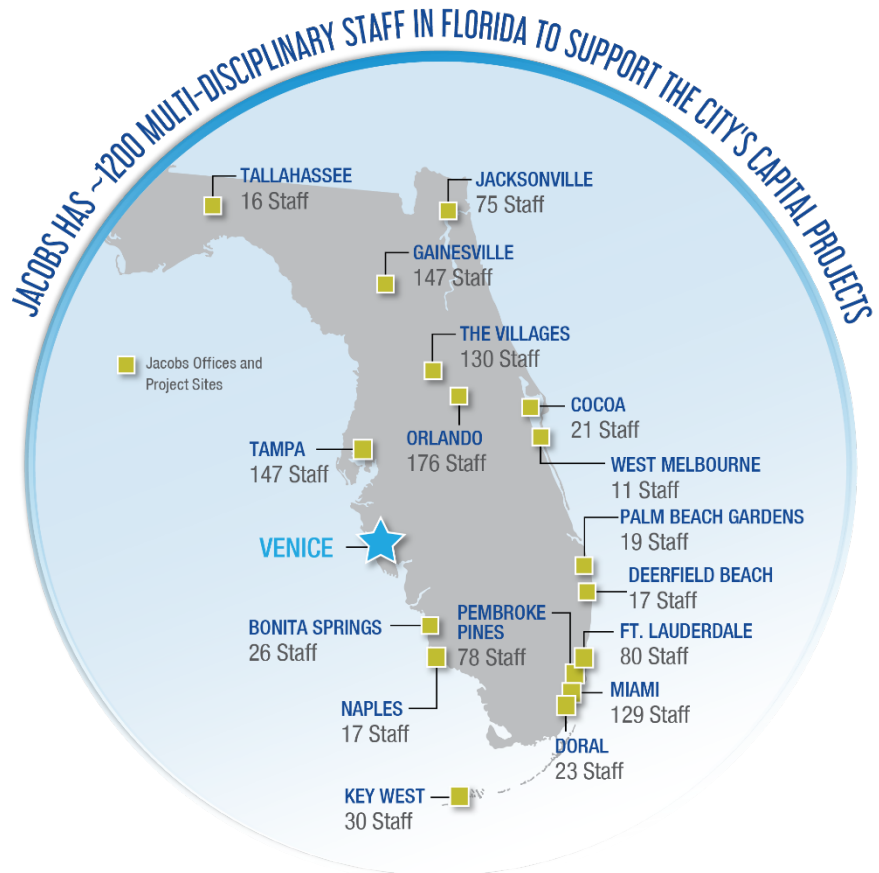 JACOBS HAS ~1200 MULTI-DISCIPLINARY STAFF IN FLORIDA TO SUPPORT THE CITY'S CAPITAL PROJECTS
TALLAHASSEE
16 Staff
JACKSONVILLE
75 Staff
GAINESVILLE
147 Staff
THE VILLAGES
130 Staff
Jacobs Offices and
Project Sites
ORLANDO
176 Staff
COCOA
21 Staff
TAMPA
147 Staff
WEST MELBOURNE
11 Staff
PALM BEACH GARDENS
19 Staff
VENICE
DEERFIELD BEACH
17 Staff
BONITA SPRINGS
26 Staff
PEMBROKE
PINES
78 Staff
FT. LAUDERDALE
80 Staff
NAPLES
17 Staff
MIAMI
129 Staff
DORAL
23 Staff
KEY WEST
30 Staff